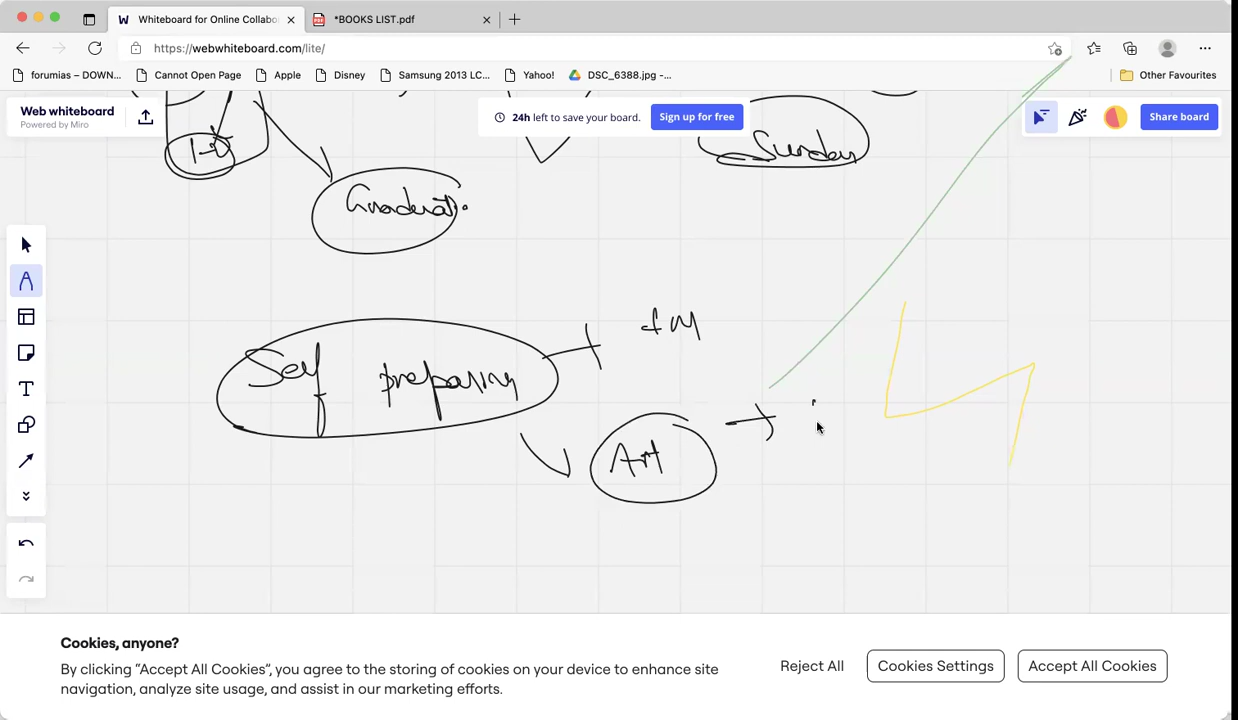 Whiteboard for Online Collabo
*BOOKS LIST.pdf
https://webwhiteboard.com/lite/
forumias – DOWN...
Cannot Open Page
Apple
Disney
Samsung 2013 LC...
Yahoo!
DSC_6388.jpg -...
Other Favourites
Web whiteboard
Powered by Miro
24h left to save your board.
Sign up for free
Share board
Sunday
Self preparing
Art
Cookies, anyone?
By clicking “Accept All Cookies”, you agree to the storing of cookies on your device to enhance site
navigation, analyze site usage, and assist in our marketing efforts.
Reject All
Cookies Settings
Accept All Cookies